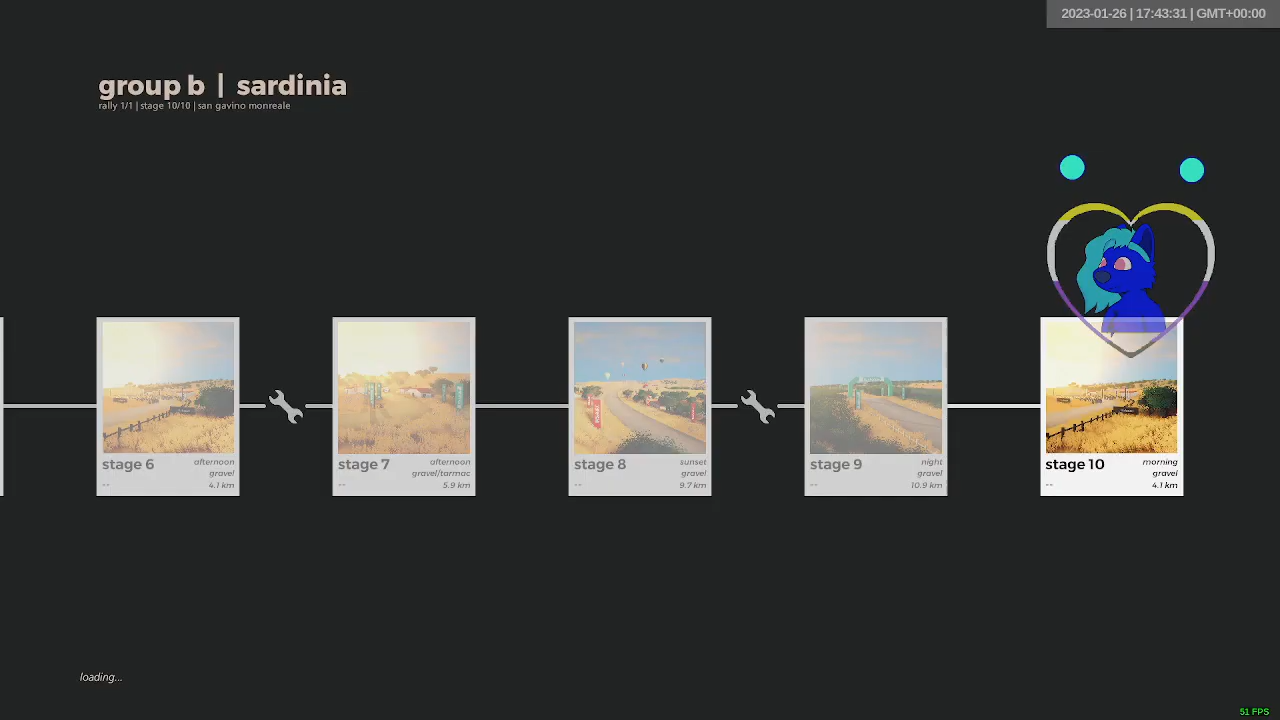 2023-01-26 | 17:43:31 | GMT+00:00
group b | sardinia
rally 1/1 | stage 10/10 | san gavino monreale
stage 6
afternoon
gravel
--
4.1 km
stage 7
afternoon
gravel/tarmac
--
5.9 km
stage 8
sunset
gravel
--
9.7 km
stage 9
night
gravel
--
10.9 km
stage 10
morning
gravel
--
4.1 km
loading...
51 FPS